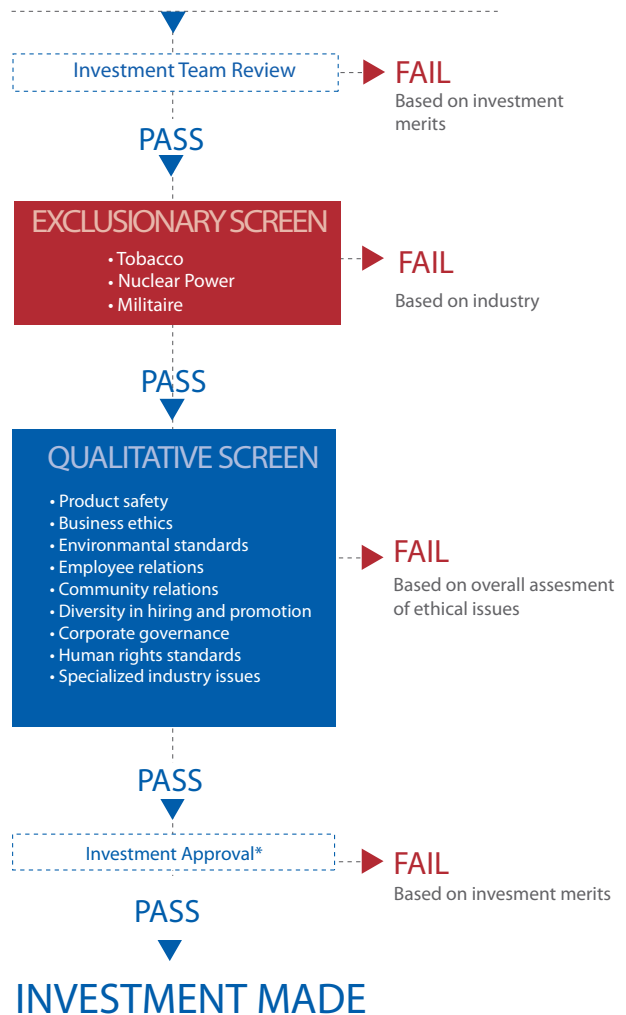 Investment Team Review
FAIL
Based on investment
merits
PASS
EXCLUSIONARY SCREEN
• Tobacco
• Nuclear Power
• Militaire
FAIL
Based on industry
PASS
QUALITATIVE SCREEN
• Product safety
• Business ethics
• Environmantal standards
• Employee relations
• Community relations
• Diversity in hiring and promotion
• Corporate governance
• Human rights standards
• Specialized industry issues
FAIL
Based on overall assesment
of ethical issues
PASS
Investment Approval*
FAIL
Based on invesment merits
PASS
INVESTMENT MADE